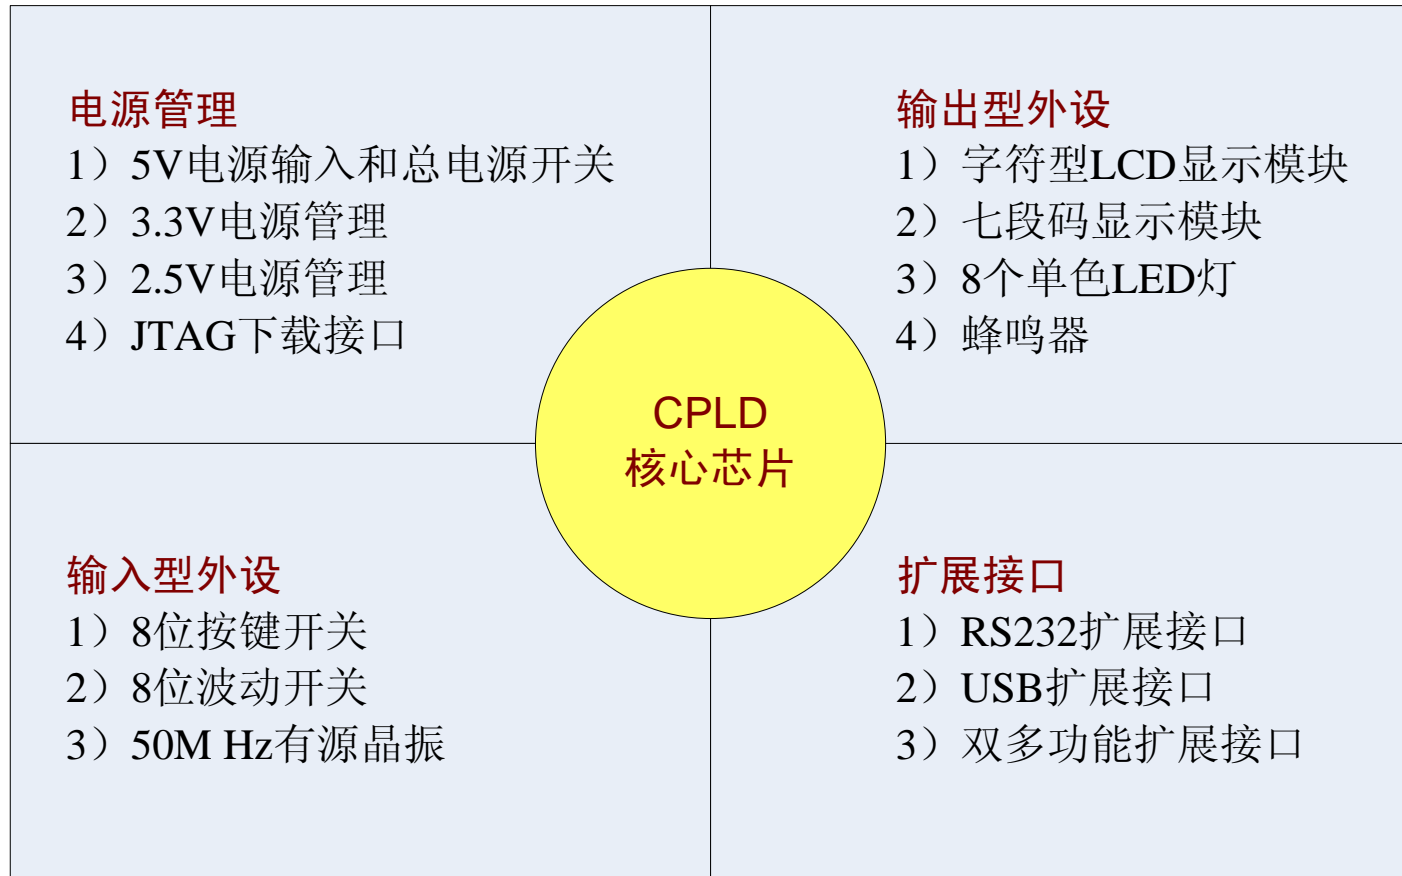 电源管理
1）5V电源输入和总电源开关
2）3.3V电源管理
3）2.5V电源管理
4）JTAG下载接口
输出型外设
1）字符型LCD显示模块
2）七段码显示模块
3）8个单色LED灯
4）蜂鸣器
CPLD
核心芯片
输入型外设
1）8位按键开关
2）8位波动开关
3）50M Hz有源晶振
扩展接口
1）RS232扩展接口
2）USB扩展接口
3）双多功能扩展接口